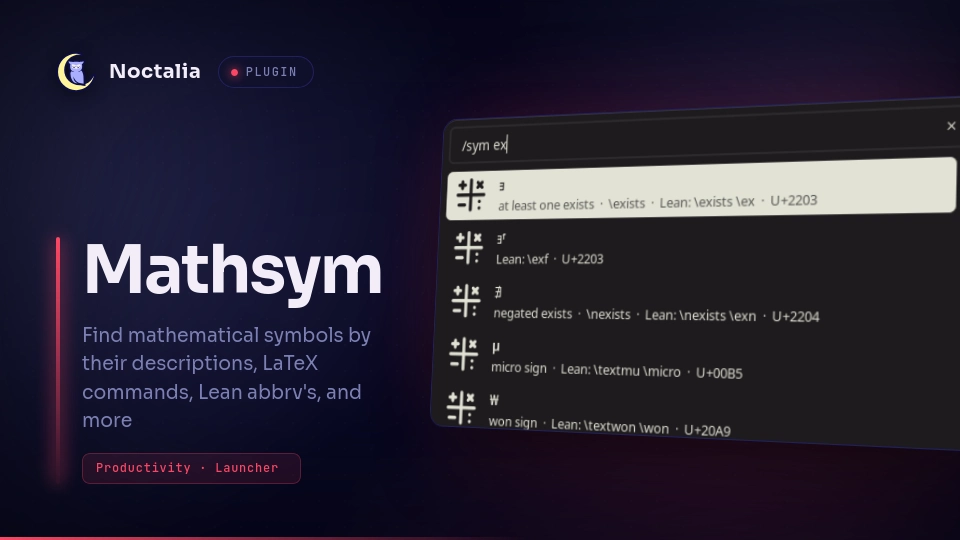 Noctalia
PLUGIN
Mathsym
Find mathematical symbols by
their descriptions, LaTeX
commands, Lean abbrv's, and
more
Productivity · Launcher
/sym ex
×
∃
at least one exists · \exists · Lean: \exists \ex · U+2203
∃ʳ
Lean: \exf · U+2203
∄
negated exists · \nexists · Lean: \nexists \exn · U+2204
µ
micro sign · Lean: \textmu \micro · U+00B5
₩
won sign · Lean: \textwon \won · U+20A9